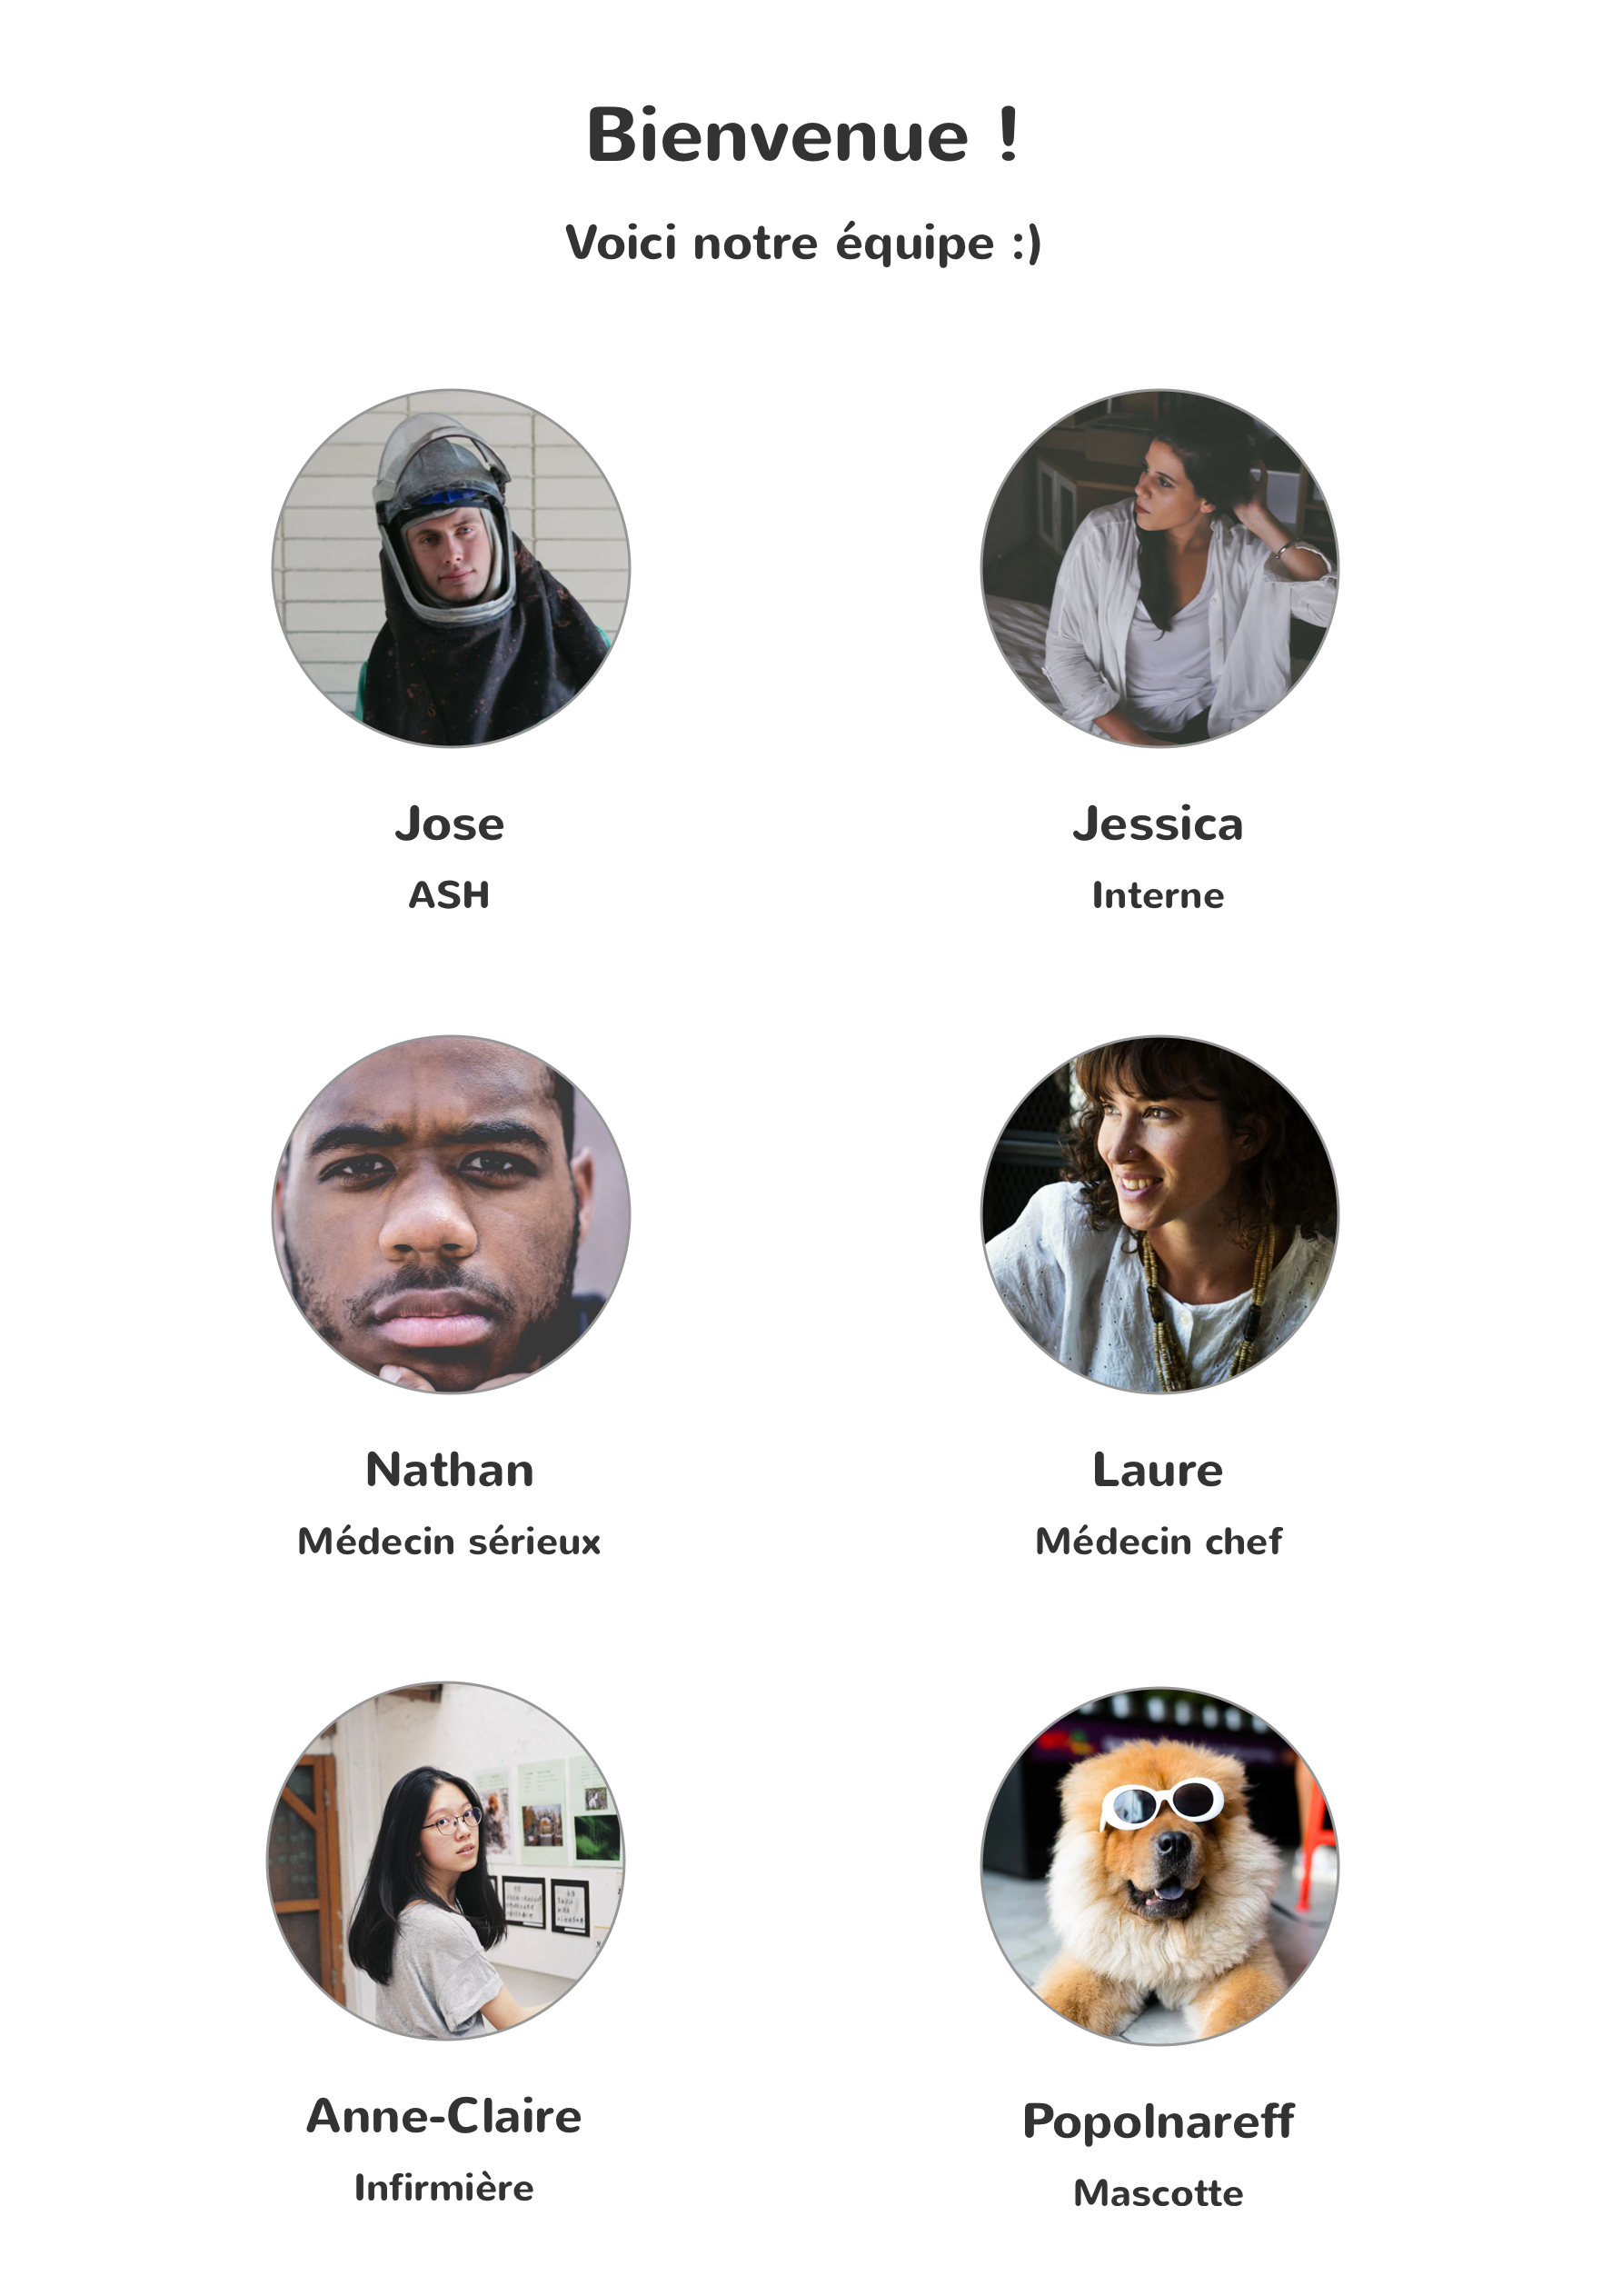 Bienvenue !
Voici notre équipe :)
Jose
ASH
Jessica
Interne
Nathan
Médecin sérieux
Laure
Médecin chef
Anne-Claire
Infirmière
Popolnareff
Mascotte